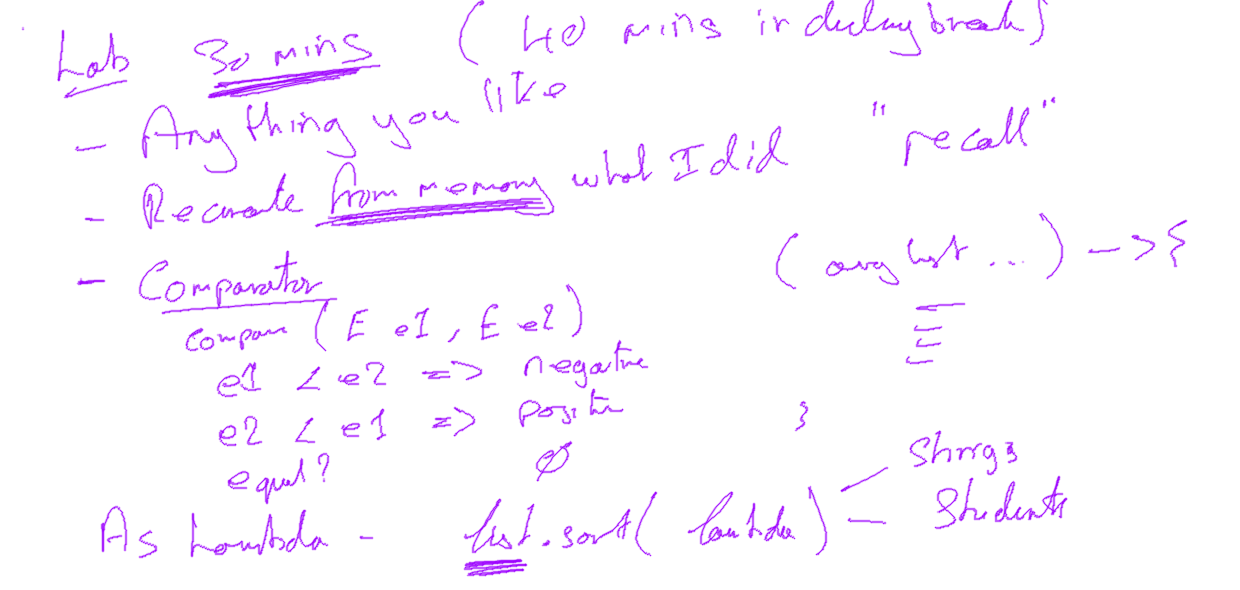 Lab 30 mins (40 mins including break)
- Anything you like
- Recreate from memory what I did "recall"
- Comparator (arg list ...) -> {
compare (E e1, E e2)
e1 < e2 => negative
e2 < e1 => positive }
equal? 0
As Lambda - list.sort( lambda ) - Strings
- Students